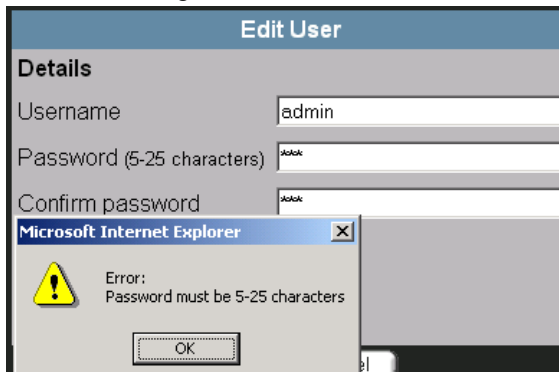 Edit User
Details
Username admin
Password (5-25 characters) ***
Confirm password ***
Microsoft Internet Explorer
Error:
Password must be 5-25 characters
OK